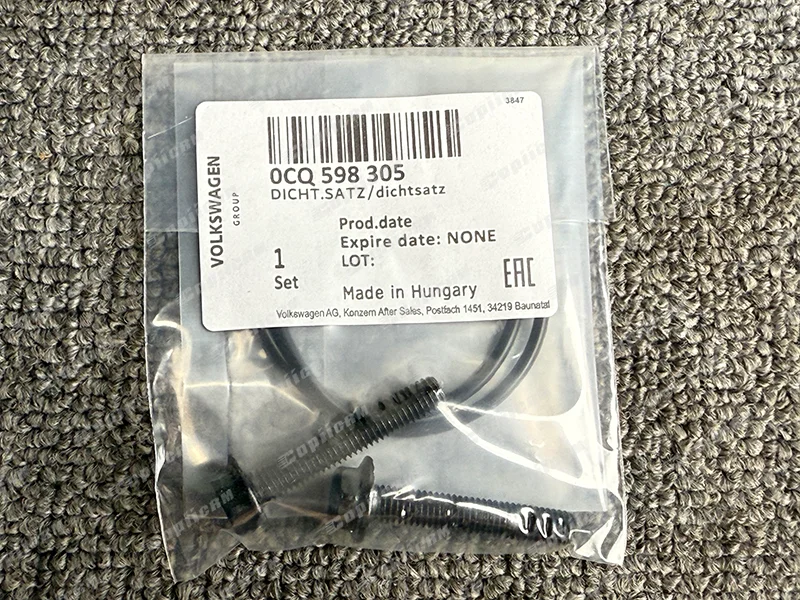 3847
0CQ 598 305
DICHT.SATZ/dichtsatz
VOLKSWAGEN
GROUP
Prod.date
Expire date: NONE
1
LOT:
Set
EAC
Made in Hungary
Volkswagen AG, Konzern After Sales, Postfach 1451, 34219 Baunatal